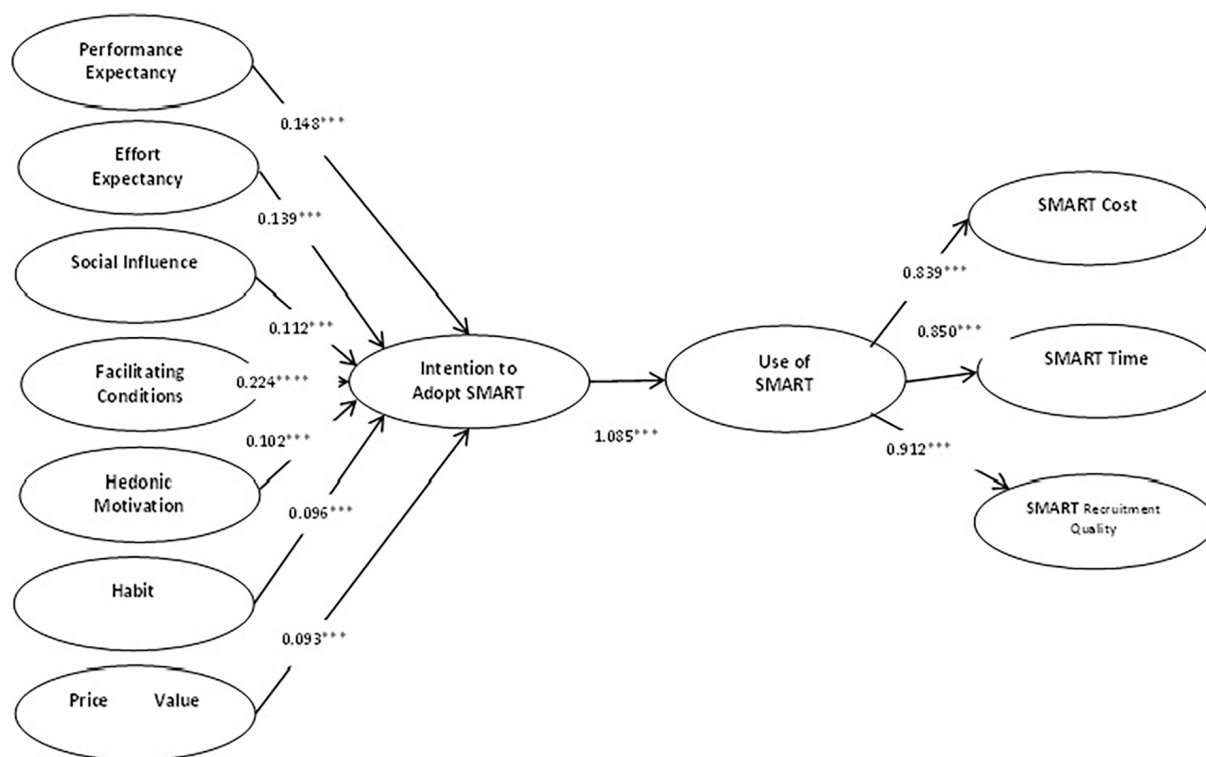 Performance
Expectancy
0.148***
Effort
Expectancy
0.139***
Social Influence
0.112***
Facilitating
Conditions
0.224****
Hedonic
Motivation
0.102***
Habit
0.096***
Price Value
0.093***
Intention to
Adopt SMART
1.085***
Use of
SMART
0.839***
SMART Cost
0.850***
SMART Time
0.912***
SMART Recruitment
Quality